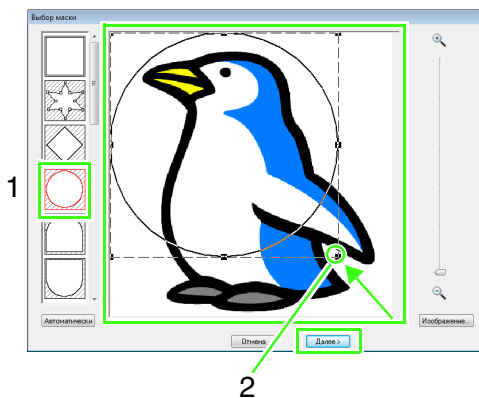 Выбор маски
1
Автоматически
Изображение...
Отмена
Далее >
2